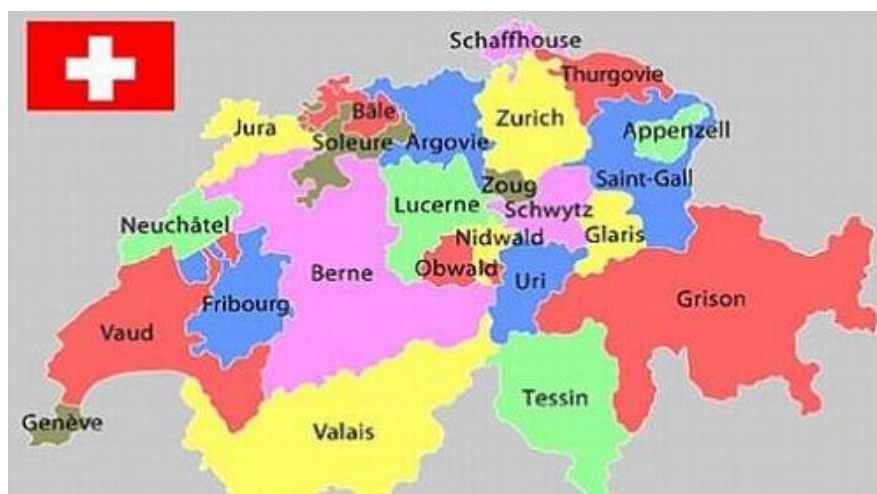 Schaffhouse
Thurgovie
Bâle
Jura
Soleure
Argovie
Zurich
Appenzell
Zoug
Saint-Gall
Lucerne
Schwytz
Neuchâtel
Nidwald
Glaris
Berne
Obwald
Uri
Fribourg
Grison
Vaud
Tessin
Genève
Valais